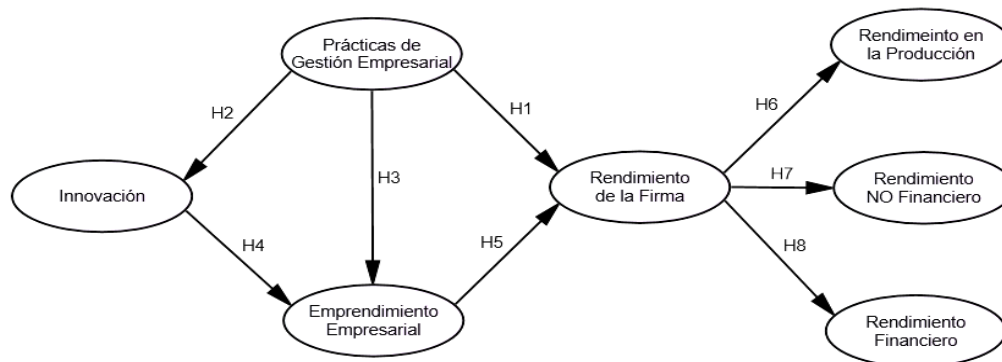 Prácticas de
Gestión Empresarial
Rendimeinto en
la Producción
H2
H1
H6
H3
H7
Innovación
Rendimiento
de la Firma
Rendimiento
NO Financiero
H4
H5
H8
Emprendimiento
Empresarial
Rendimiento
Financiero